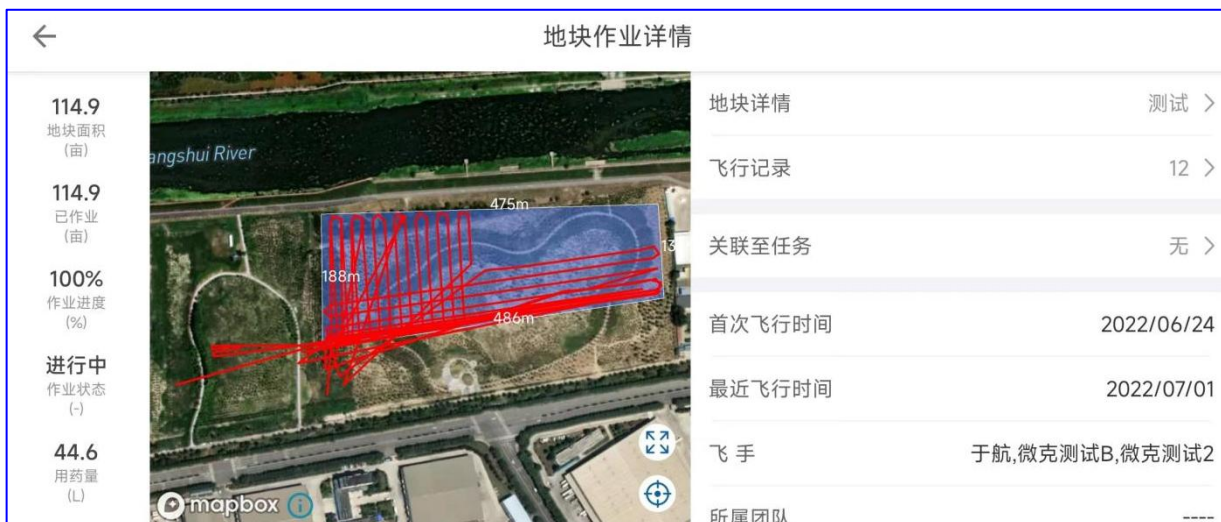 地块作业详情
114.9
地块面积
(亩)
114.9
已作业
(亩)
100%
作业进度
(%)
进行中
作业状态
(-)
44.6
用药量
(L)
angshui River
475m
13
188m
486m
mapbox
地块详情 测试
飞行记录 12
关联至任务 无
首次飞行时间 2022/06/24
最近飞行时间 2022/07/01
飞 手 于航,微克测试B,微克测试2
所属团队 ----